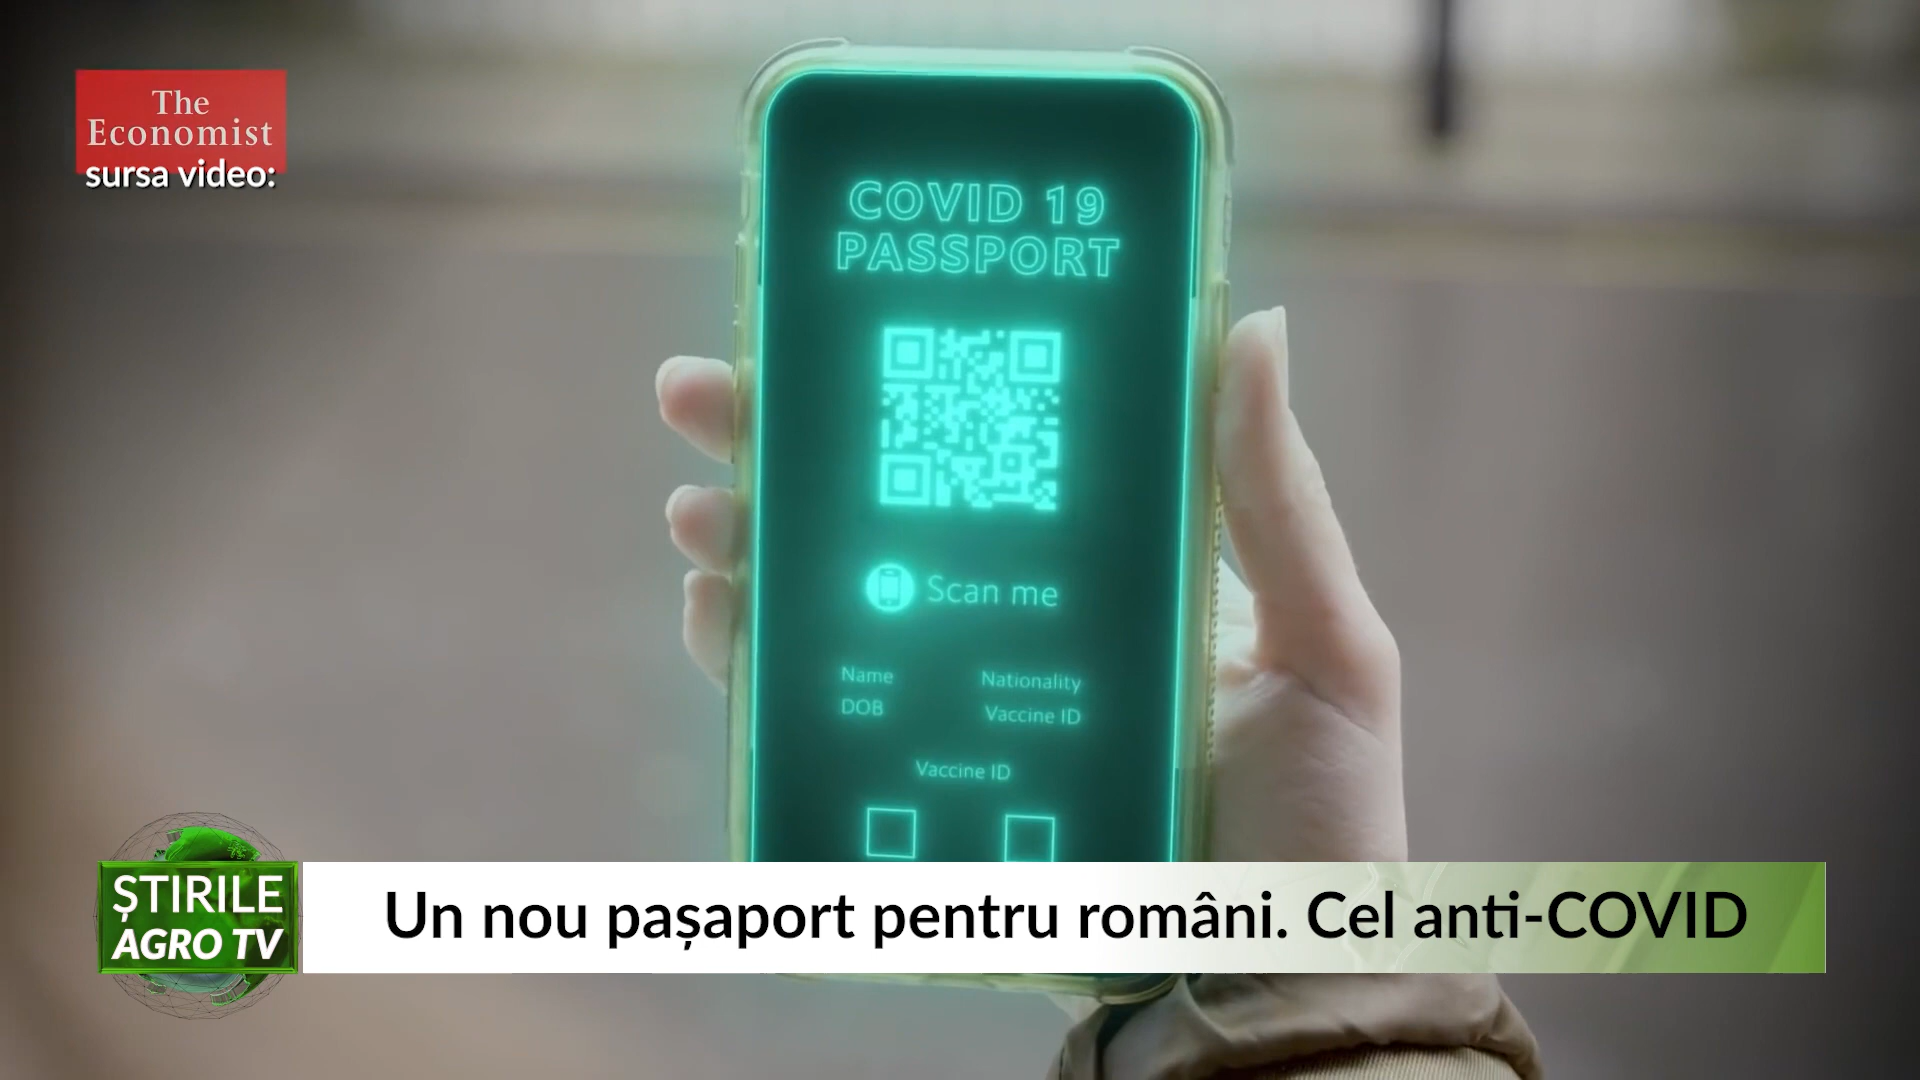 The
Economist
sursa video:
COVID 19
PASSPORT
Scan me
Name
Nationality
DOB
Vaccine ID
Vaccine ID
ȘTIRILE
AGRO TV
Un nou pașaport pentru români. Cel anti-COVID